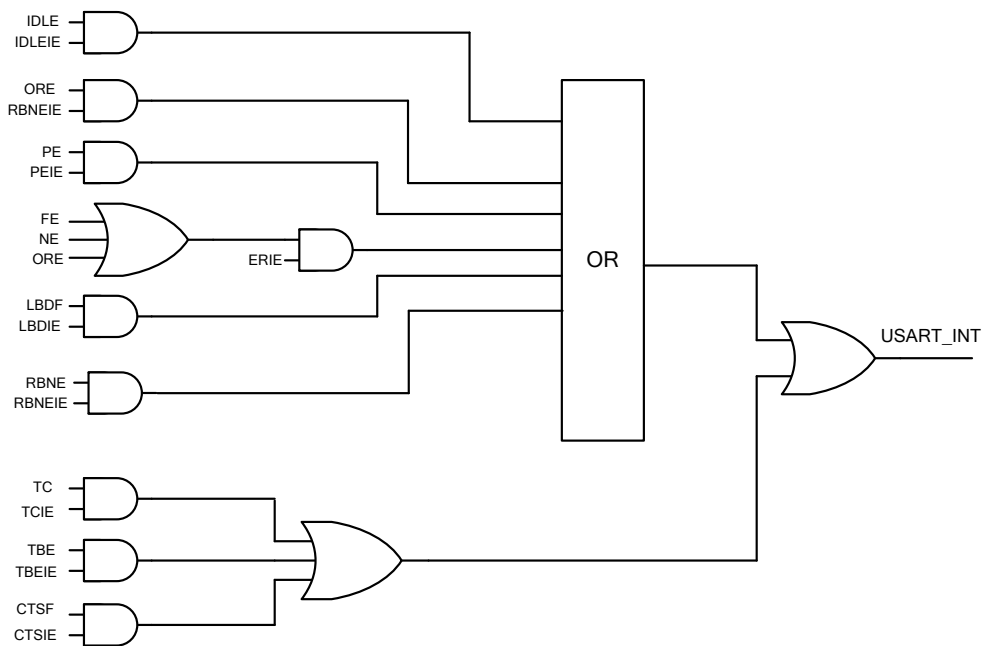 IDLE
IDLEIE
ORE
RBNEIE
PE
PEIE
FE
NE
ORE
ERIE
LBDF
LBDIE
RBNE
RBNEIE
OR
USART_INT
TC
TCIE
TBE
TBEIE
CTSF
CTSIE